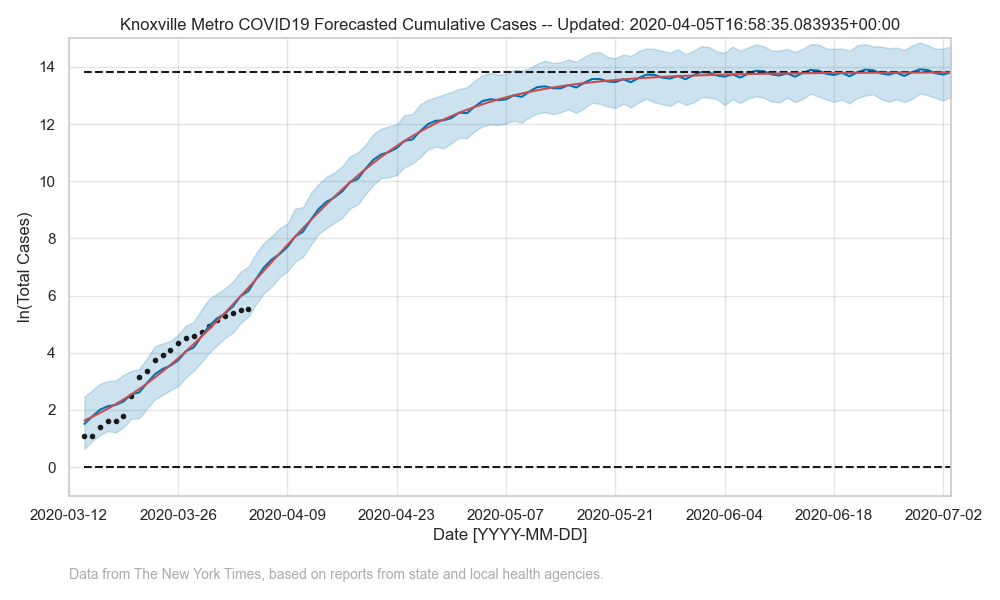 Knoxville Metro COVID19 Forecasted Cumulative Cases -- Updated: 2020-04-05T16:58:35.083935+00:00
14
12
10
8
6
4
2
0
ln(Total Cases)
2020-03-12 2020-03-26 2020-04-09 2020-04-23 2020-05-07 2020-05-21 2020-06-04 2020-06-18 2020-07-02
Date [YYYY-MM-DD]
Data from The New York Times, based on reports from state and local health agencies.